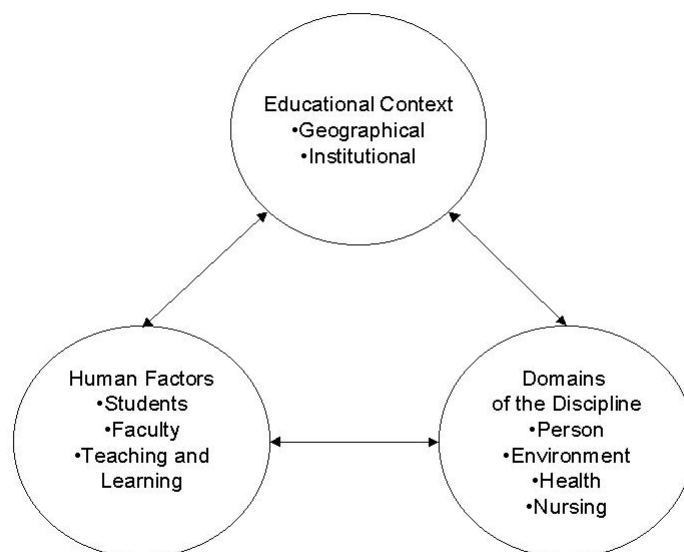 Educational Context
•Geographical
•Institutional
Human Factors
•Students
•Faculty
•Teaching and
Learning
Domains
of the Discipline
•Person
•Environment
•Health
•Nursing